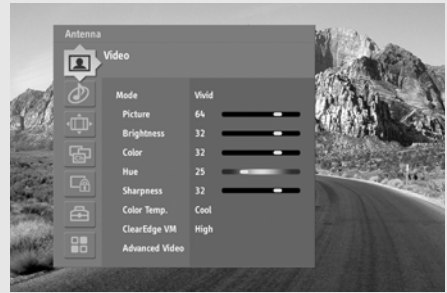 Antenna
Video
Mode Vivid
Picture 64
Brightness 32
Color 32
Hue 25
Sharpness 32
Color Temp. Cool
ClearEdge VM High
Advanced Video